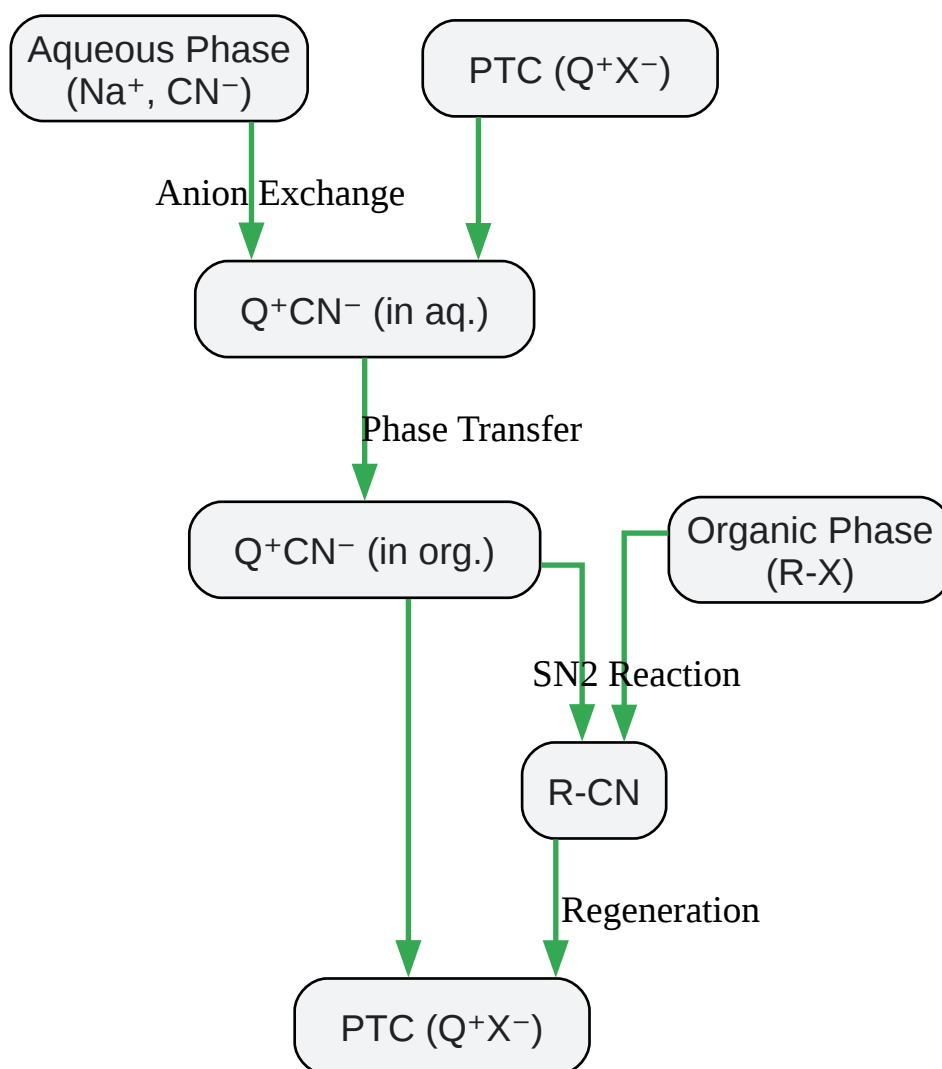 Aqueous Phase
(Na⁺, CN⁻)
PTC (Q⁺X⁻)
Anion Exchange
Q⁺CN⁻ (in aq.)
Phase Transfer
Q⁺CN⁻ (in org.)
Organic Phase
(R-X)
SN2 Reaction
R-CN
Regeneration
PTC (Q⁺X⁻)